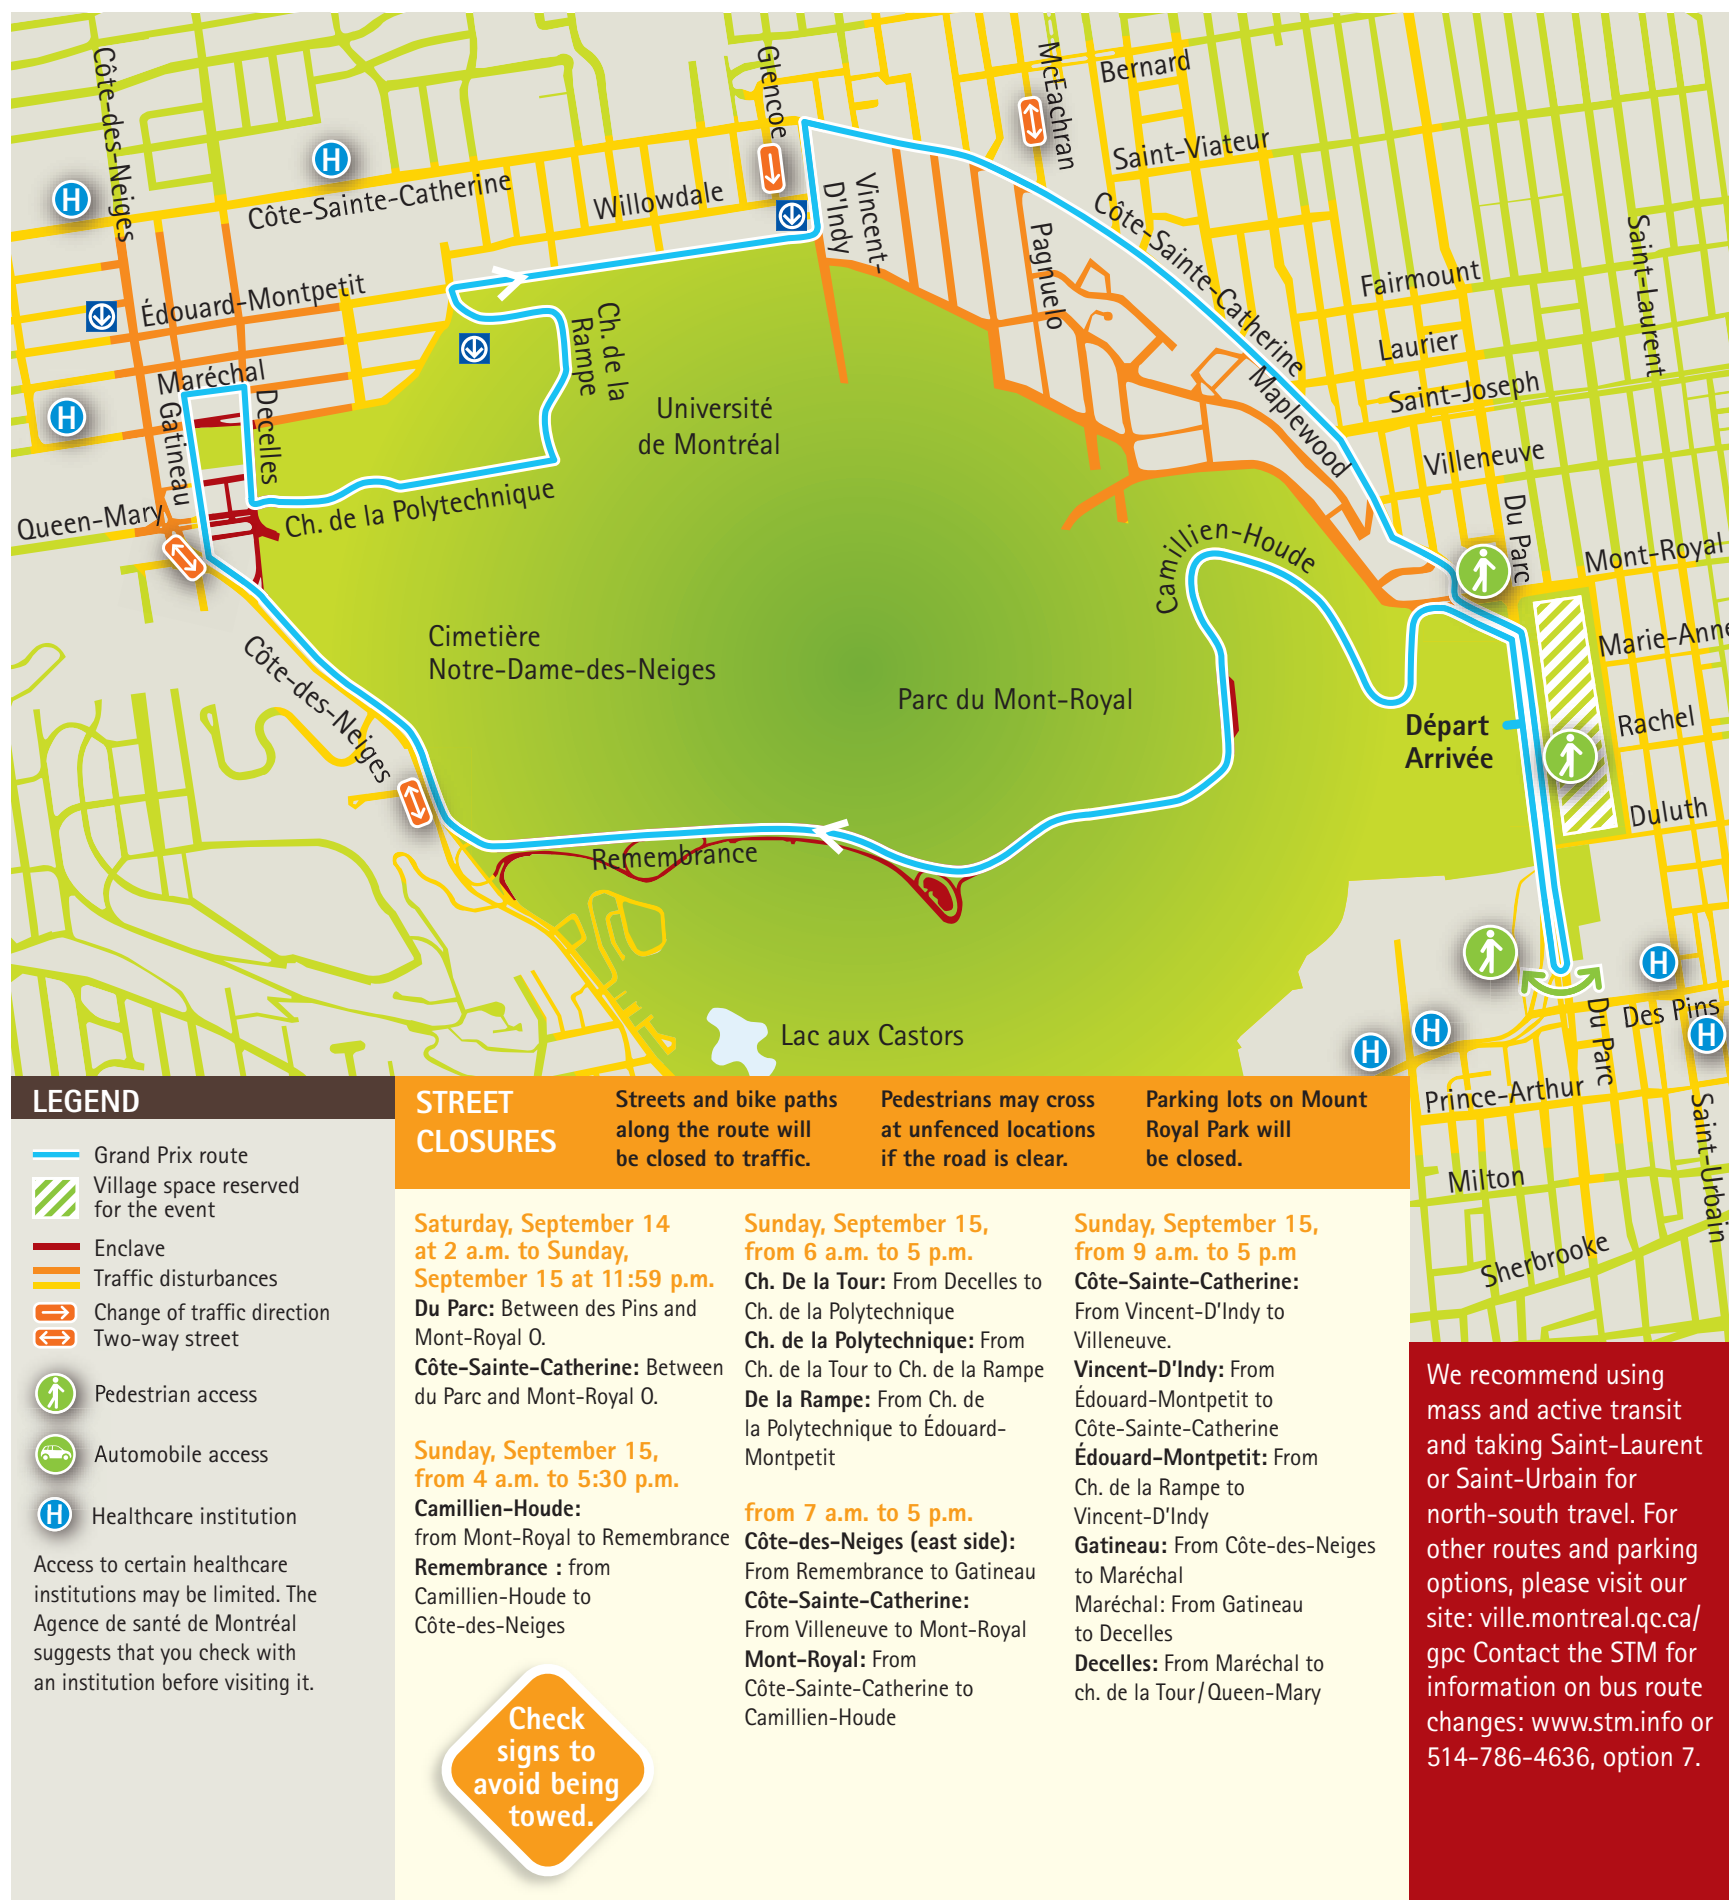 Côte-des-Neiges
Glencoe
McEachran
Bernard
Saint-Viateur
H
H
Côte-Sainte-Catherine
Willowdale
Vincent-
D'Indy
Pagnuelo
Côte-Sainte-Catherine
Saint-Laurent
Fairmount
Édouard-Montpetit
Ch. de la
Rampe
Laurier
Saint-Joseph
Maréchal
Maplewood
H
Gatineau
Decelles
Université
de Montréal
Villeneuve
Queen-Mary
Ch. de la Polytechnique
Du Parc
Camillien-Houde
Mont-Royal
Cimetière
Notre-Dame-des-Neiges
Marie-Anne
Côte-des-Neiges
Parc du Mont-Royal
Départ
Arrivée
Rachel
Duluth
Remembrance
H
Lac aux Castors
H
H
H
Du Parc
Des Pins
Prince-Arthur
Saint-Urbain
Milton
Sherbrooke
LEGEND
Grand Prix route
Village space reserved
for the event
Enclave
Traffic disturbances
Change of traffic direction
Two-way street
Pedestrian access
Automobile access
H
Healthcare institution
Access to certain healthcare
institutions may be limited. The
Agence de santé de Montréal
suggests that you check with
an institution before visiting it.
STREET
CLOSURES
Streets and bike paths
along the route will
be closed to traffic.
Pedestrians may cross
at unfenced locations
if the road is clear.
Parking lots on Mount
Royal Park will
be closed.
Saturday, September 14
at 2 a.m. to Sunday,
September 15 at 11:59 p.m.
Du Parc: Between des Pins and
Mont-Royal O.
Côte-Sainte-Catherine: Between
du Parc and Mont-Royal O.
Sunday, September 15,
from 4 a.m. to 5:30 p.m.
Camillien-Houde:
from Mont-Royal to Remembrance
Remembrance : from
Camillien-Houde to
Côte-des-Neiges
Check
signs to
avoid being
towed.
Sunday, September 15,
from 6 a.m. to 5 p.m.
Ch. De la Tour: From Decelles to
Ch. de la Polytechnique
Ch. de la Polytechnique: From
Ch. de la Tour to Ch. de la Rampe
De la Rampe: From Ch. de
la Polytechnique to Édouard-
Montpetit
from 7 a.m. to 5 p.m.
Côte-des-Neiges (east side):
From Remembrance to Gatineau
Côte-Sainte-Catherine:
From Villeneuve to Mont-Royal
Mont-Royal: From
Côte-Sainte-Catherine to
Camillien-Houde
Sunday, September 15,
from 9 a.m. to 5 p.m
Côte-Sainte-Catherine:
From Vincent-D'Indy to
Villeneuve.
Vincent-D'Indy: From
Édouard-Montpetit to
Côte-Sainte-Catherine
Édouard-Montpetit: From
Ch. de la Rampe to
Vincent-D'Indy
Gatineau: From Côte-des-Neiges
to Maréchal
Maréchal: From Gatineau
to Decelles
Decelles: From Maréchal to
ch. de la Tour/Queen-Mary
We recommend using
mass and active transit
and taking Saint-Laurent
or Saint-Urbain for
north-south travel. For
other routes and parking
options, please visit our
site: ville.montreal.qc.ca/
gpc Contact the STM for
information on bus route
changes: www.stm.info or
514-786-4636, option 7.